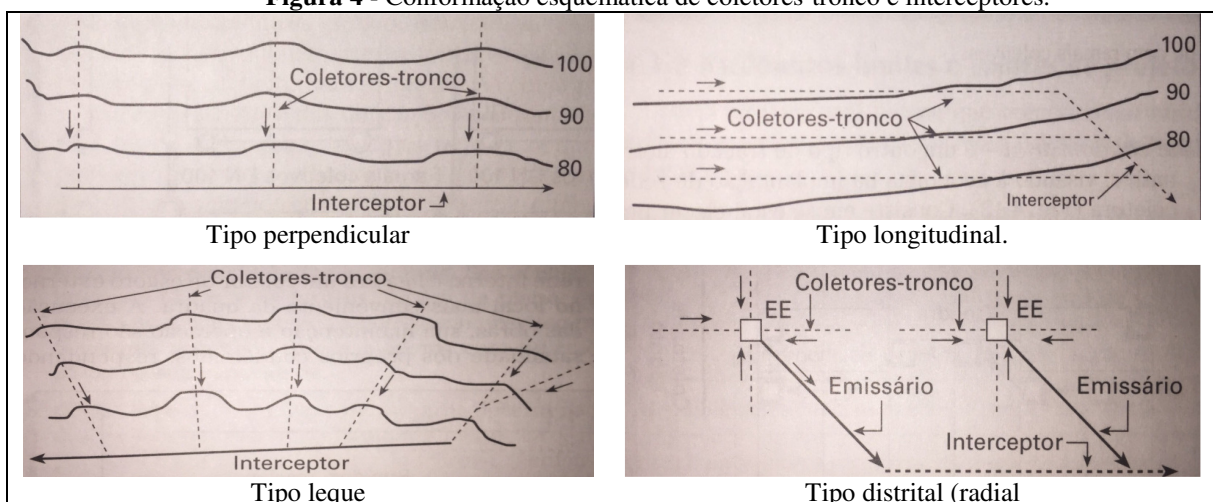 Figura 4 - Conformação esquemática de coletores-tronco e interceptores.
Coletores-tronco
100
90
80
Interceptor
Tipo perpendicular
100
90
80
Coletores-tronco
Interceptor
Tipo longitudinal.
Coletores-tronco
Interceptor
Tipo leque
Coletores-tronco
EE
EE
Emissário
Emissário
Interceptor
Tipo distrital (radial